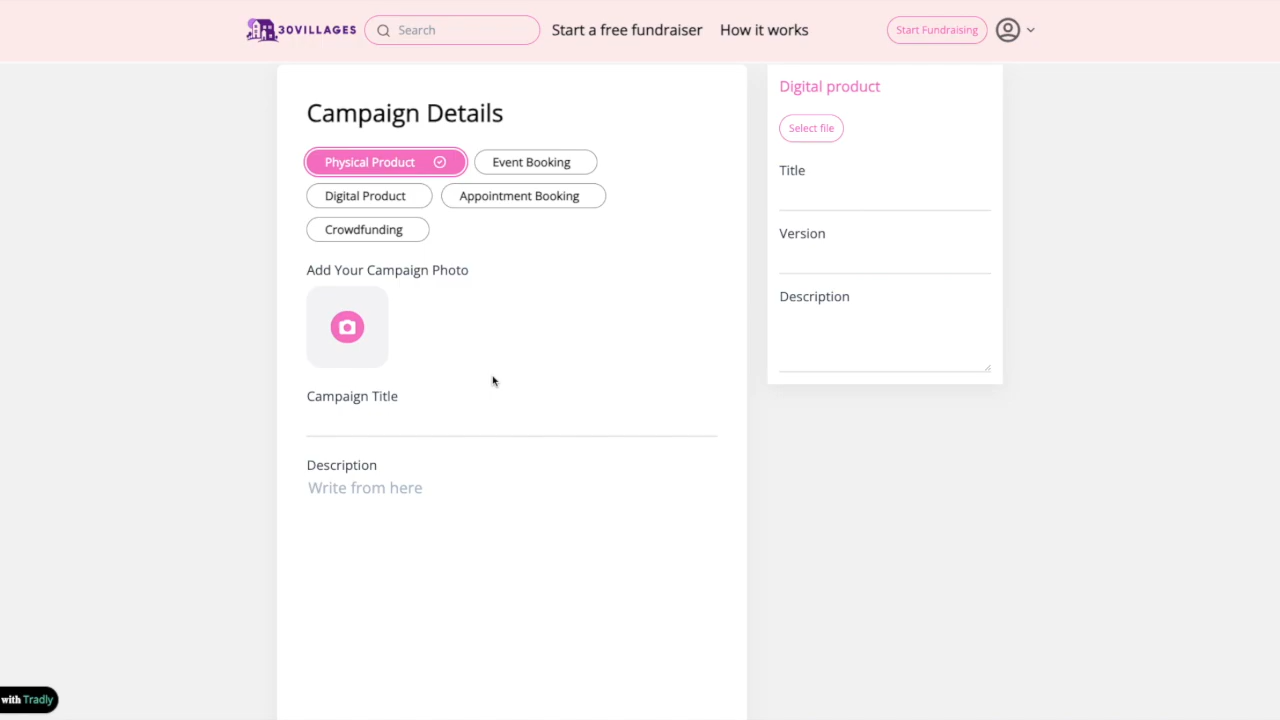 30VILLAGES
Search
Start a free fundraiser
How it works
Start Fundraising
Campaign Details
Physical Product
Event Booking
Digital Product
Appointment Booking
Crowdfunding
Add Your Campaign Photo
Campaign Title
Description
Write from here
Digital product
Select file
Title
Version
Description
with Tradly